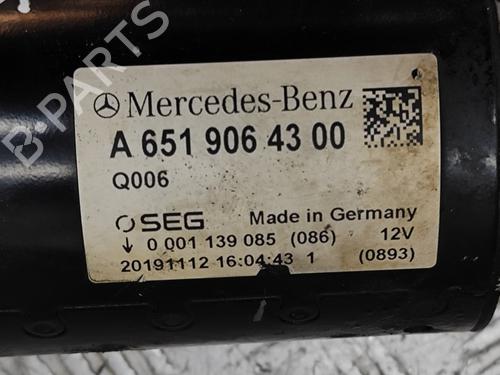 Mercedes-Benz
A 651 906 43 00
Q006
SEG Made in Germany
0 001 139 085 (086) 12V
20191112 16:04:43 1 (0893)
B PARTS